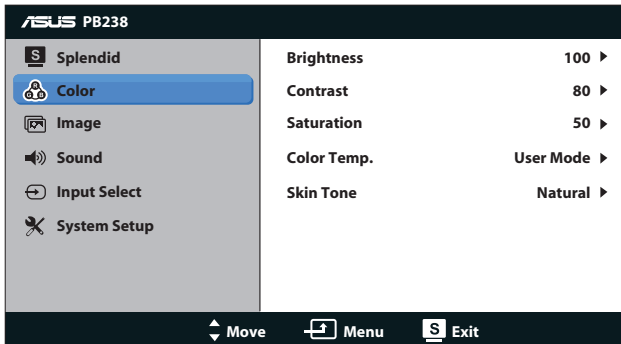 ASUS PB238
S Splendid
Color
Image
Sound
Input Select
System Setup
Brightness 100
Contrast 80
Saturation 50
Color Temp. User Mode
Skin Tone Natural
Move Menu S Exit